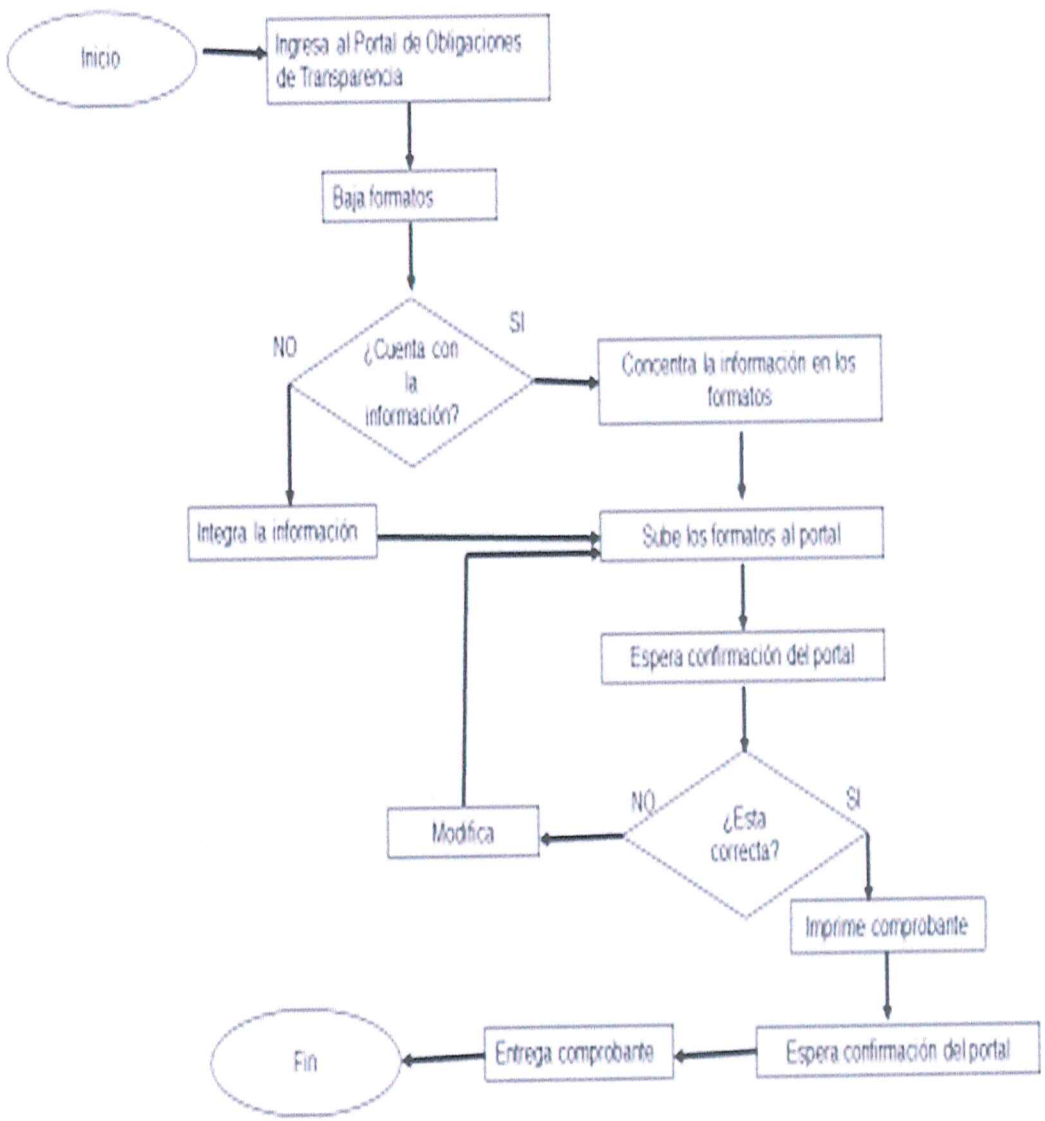 Inicio
Ingresa al Portal de Obligaciones
de Transparencia
Baja formatos
¿Cuenta con
la
información?
NO
SI
Concentra la información en los
formatos
Integra la información
Sube los formatos al portal
Espera confirmación del portal
¿Esta
correcta?
NO
SI
Modifica
Imprime comprobante
Espera confirmación del portal
Entrega comprobante
Fin